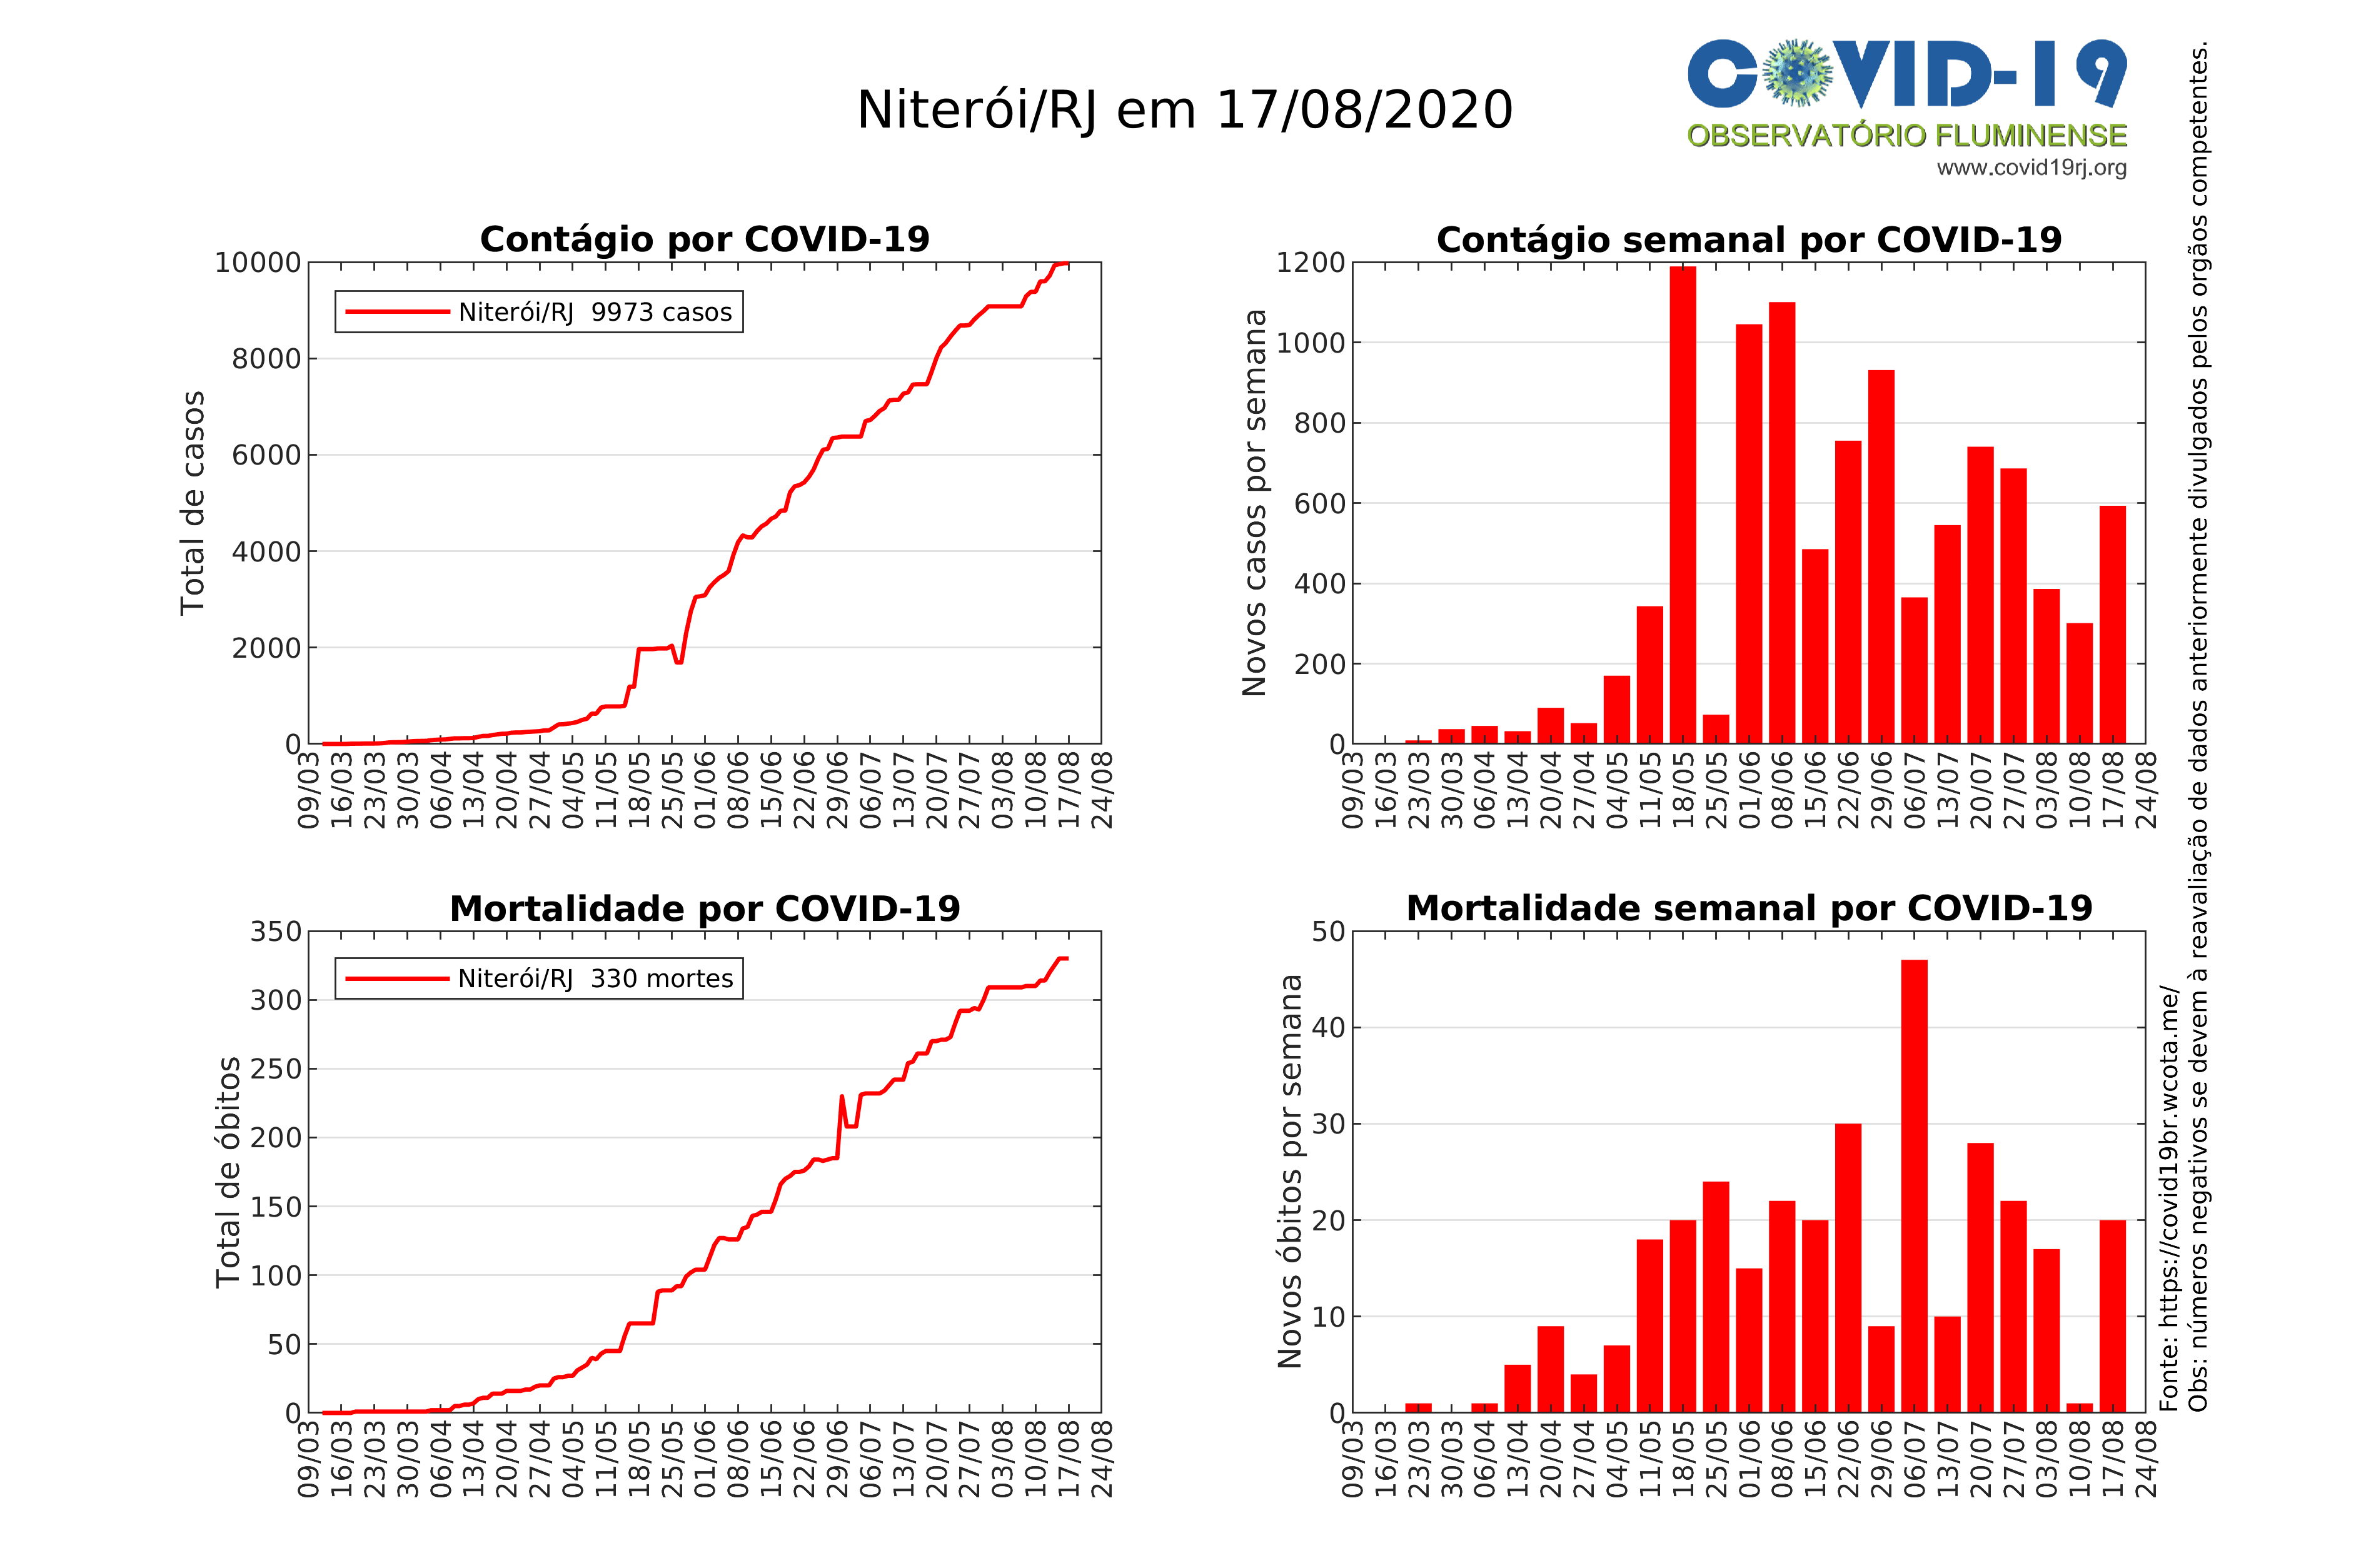 Niterói/RJ em 17/08/2020
COVID-19
OBSERVATÓRIO FLUMINENSE
www.covid19rj.org
Contágio por COVID-19
Total de casos
10000
8000
6000
4000
2000
0
Niterói/RJ 9973 casos
09/03 16/03 23/03 30/03 06/04 13/04 20/04 27/04 04/05 11/05 18/05 25/05 01/06 08/06 15/06 22/06 29/06 06/07 13/07 20/07 27/07 03/08 10/08 17/08 24/08
Contágio semanal por COVID-19
Novos casos por semana
1200
1000
800
600
400
200
0
09/03 16/03 23/03 30/03 06/04 13/04 20/04 27/04 04/05 11/05 18/05 25/05 01/06 08/06 15/06 22/06 29/06 06/07 13/07 20/07 27/07 03/08 10/08 17/08 24/08
Mortalidade por COVID-19
Total de óbitos
350
300
250
200
150
100
50
0
Niterói/RJ 330 mortes
09/03 16/03 23/03 30/03 06/04 13/04 20/04 27/04 04/05 11/05 18/05 25/05 01/06 08/06 15/06 22/06 29/06 06/07 13/07 20/07 27/07 03/08 10/08 17/08 24/08
Mortalidade semanal por COVID-19
Novos óbitos por semana
50
40
30
20
10
0
09/03 16/03 23/03 30/03 06/04 13/04 20/04 27/04 04/05 11/05 18/05 25/05 01/06 08/06 15/06 22/06 29/06 06/07 13/07 20/07 27/07 03/08 10/08 17/08 24/08
Fonte: https://covid19br.wcota.me/
Obs: números negativos se devem à reavaliação de dados anteriormente divulgados pelos orgãos competentes.